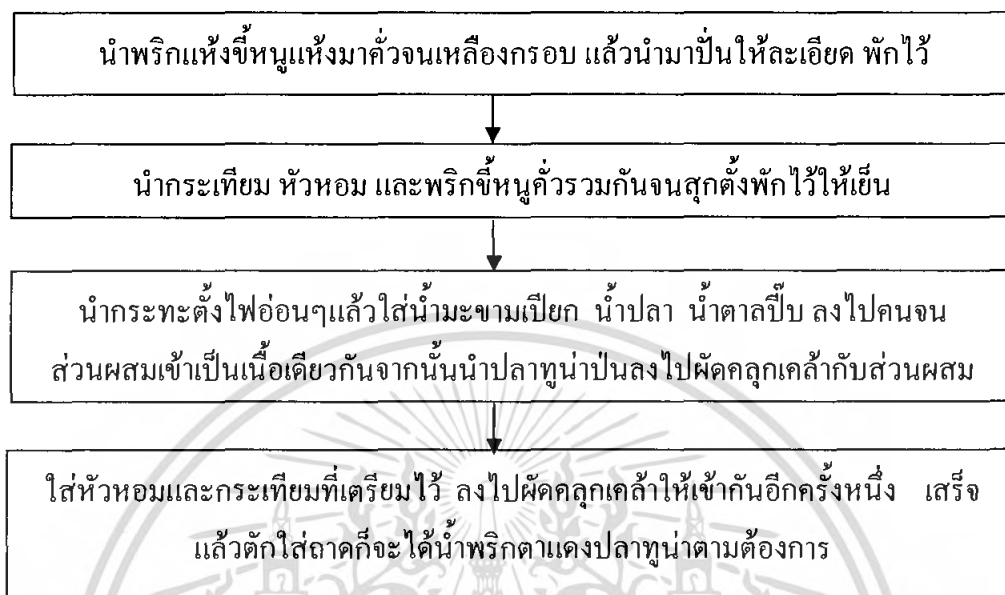 นำพริกแห้งขี้หนูแห้งมาคั่วจนเหลืองกรอบ แล้วนำมาปั่นให้ละเอียด พักไว้
นำกระเทียม หัวหอม และพริกขี้หนูคั่วรวมกันจนสุกตั้งพักไว้ให้เย็น
นำกระทะตั้งไฟอ่อนๆแล้วใส่น้ำมะขามเปียก น้ำปลา น้ำตาลปี๊บ ลงไปคนจน
ส่วนผสมเข้าเป็นเนื้อเดียวกันจากนั้นนำปลาทูน่าป่นลงไปผัดคลุกเคล้ากับส่วนผสม
ใส่หัวหอมและกระเทียมที่เตรียมไว้ ลงไปผัดคลุกเคล้าให้เข้ากันอีกครั้งหนึ่ง เสร็จ
แล้วตักใส่ถาดก็จะได้น้ำพริกตาแดงปลาทูน่าตามต้องการ